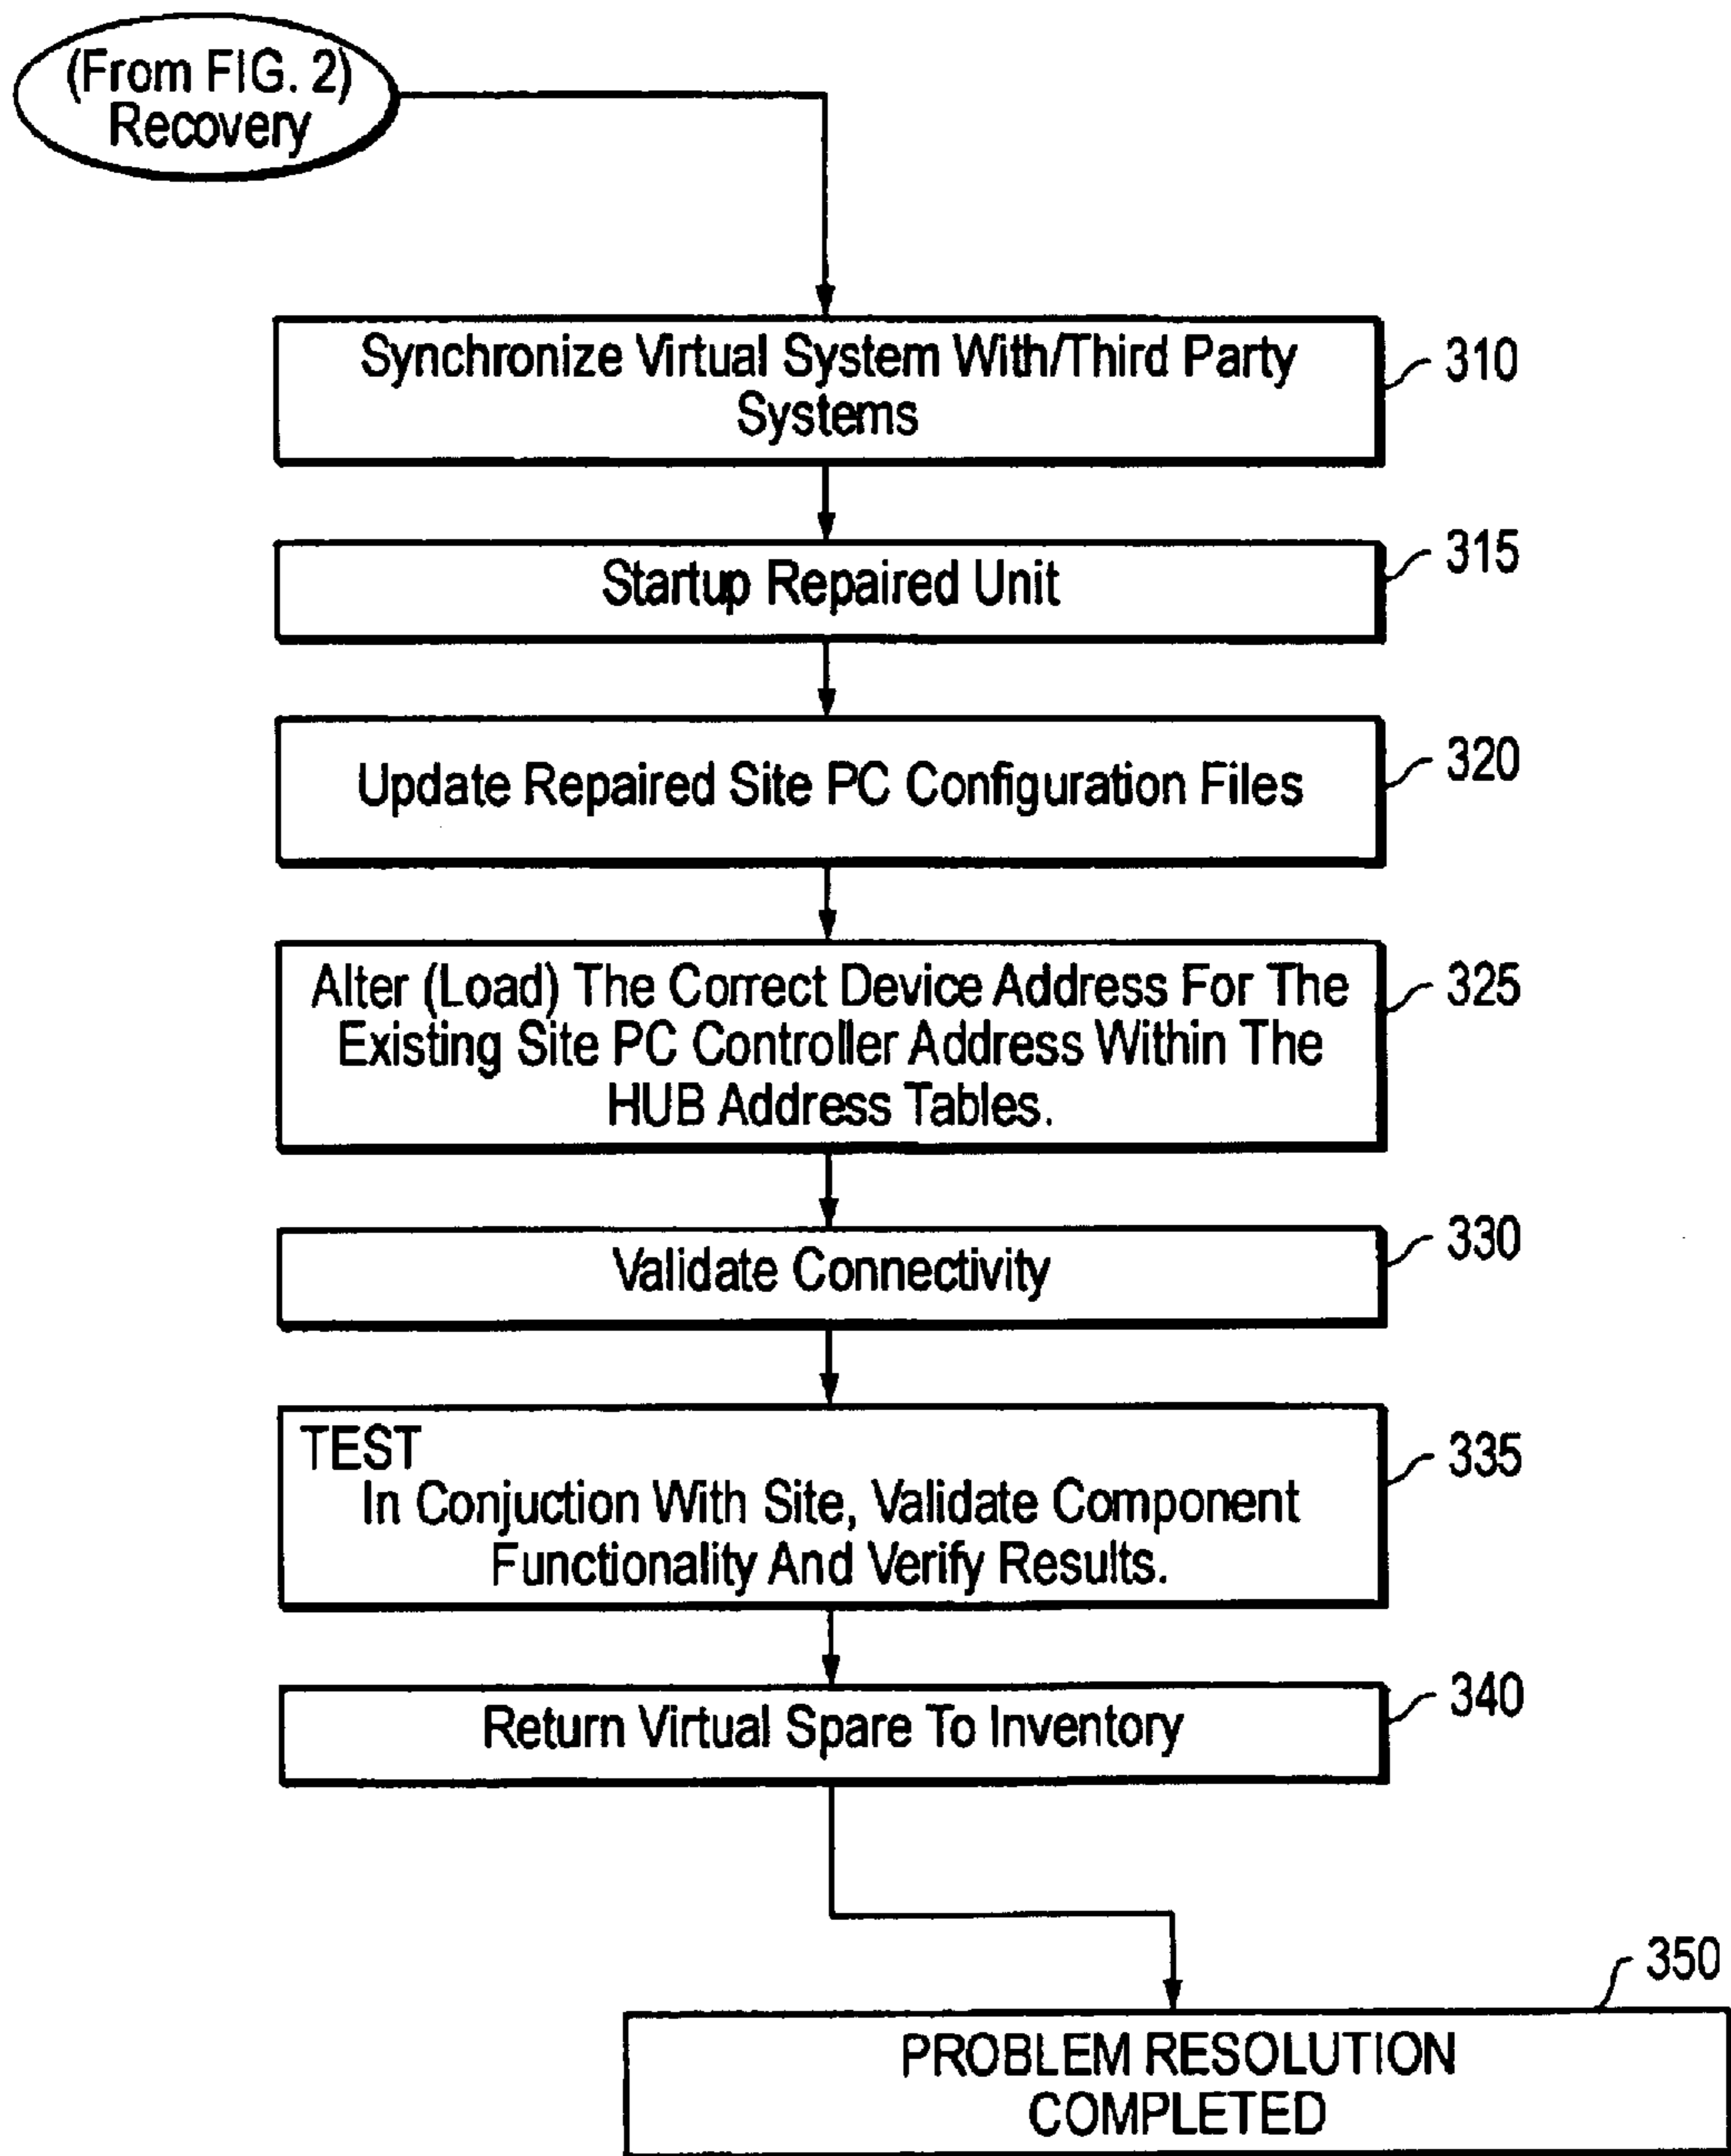 (From FIG. 2)
Recovery
Synchronize Virtual System With/Third Party
Systems
310
Startup Repaired Unit
315
Update Repaired Site PC Configuration Files
320
Alter (Load) The Correct Device Address For The
Existing Site PC Controller Address Within The
HUB Address Tables.
325
Validate Connectivity
330
TEST
In Conjuction With Site, Validate Component
Functionality And Verify Results.
335
Return Virtual Spare To Inventory
340
350
PROBLEM RESOLUTION
COMPLETED